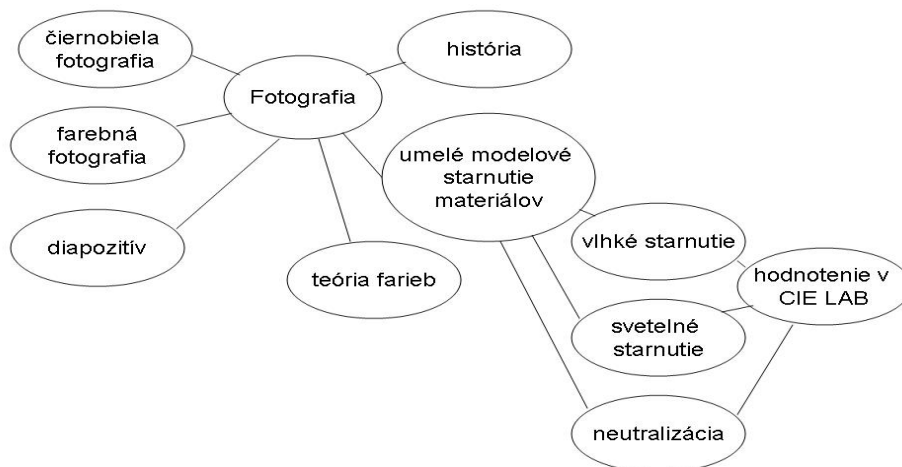 čiernobiela
fotografia
história
Fotografia
farebná
fotografia
umelé modelové
starnutie
materiálov
diapozitív
teória farieb
vlhké starnutie
hodnotenie v
CIE LAB
svetelné
starnutie
neutralizácia